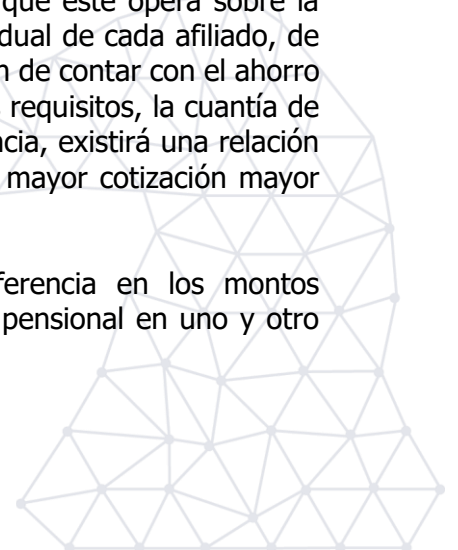 que este opera sobre la
dual de cada afiliado, de
n de contar con el ahorro
requisitos, la cuantía de
ncia, existirá una relación
mayor cotización mayor
ferencia en los montos
pensional en uno y otro